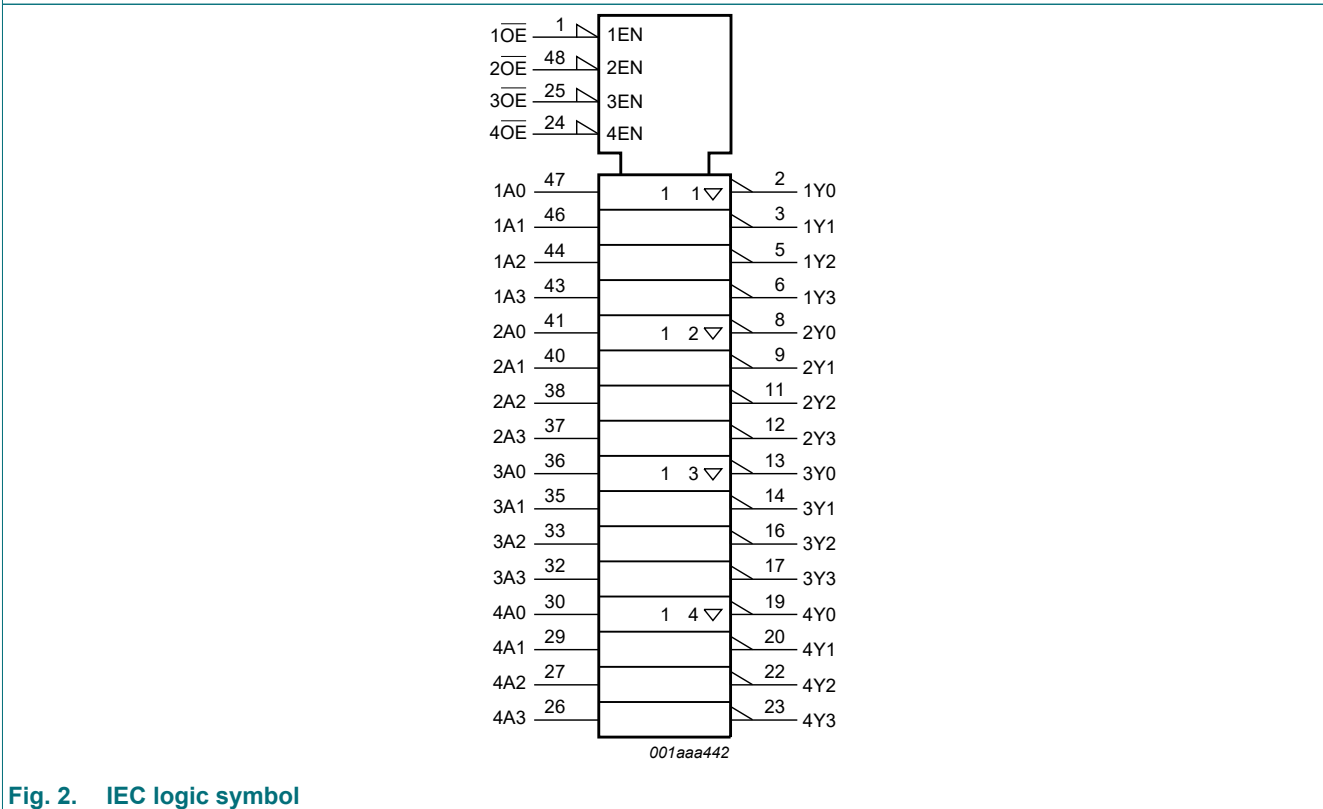 1O̅E̅ 1 1EN
2O̅E̅ 48 2EN
3O̅E̅ 25 3EN
4O̅E̅ 24 4EN
1A0 47 1 1▽ 2 1Y0
1A1 46 3 1Y1
1A2 44 5 1Y2
1A3 43 6 1Y3
2A0 41 1 2▽ 8 2Y0
2A1 40 9 2Y1
2A2 38 11 2Y2
2A3 37 12 2Y3
3A0 36 1 3▽ 13 3Y0
3A1 35 14 3Y1
3A2 33 16 3Y2
3A3 32 17 3Y3
4A0 30 1 4▽ 19 4Y0
4A1 29 20 4Y1
4A2 27 22 4Y2
4A3 26 23 4Y3
001aaa442
Fig. 2. IEC logic symbol